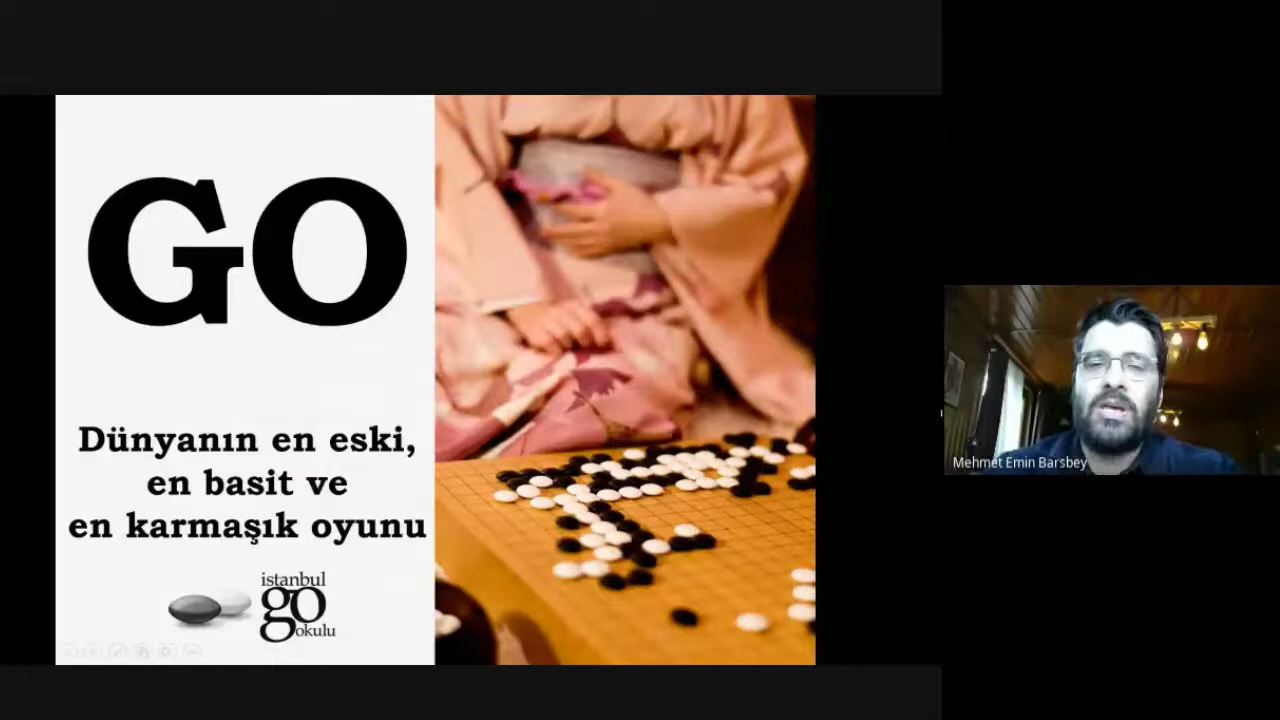 GO
Dünyanın en eski,
en basit ve
en karmaşık oyunu
istanbul
go
okulu
Mehmet Emin Barsbey